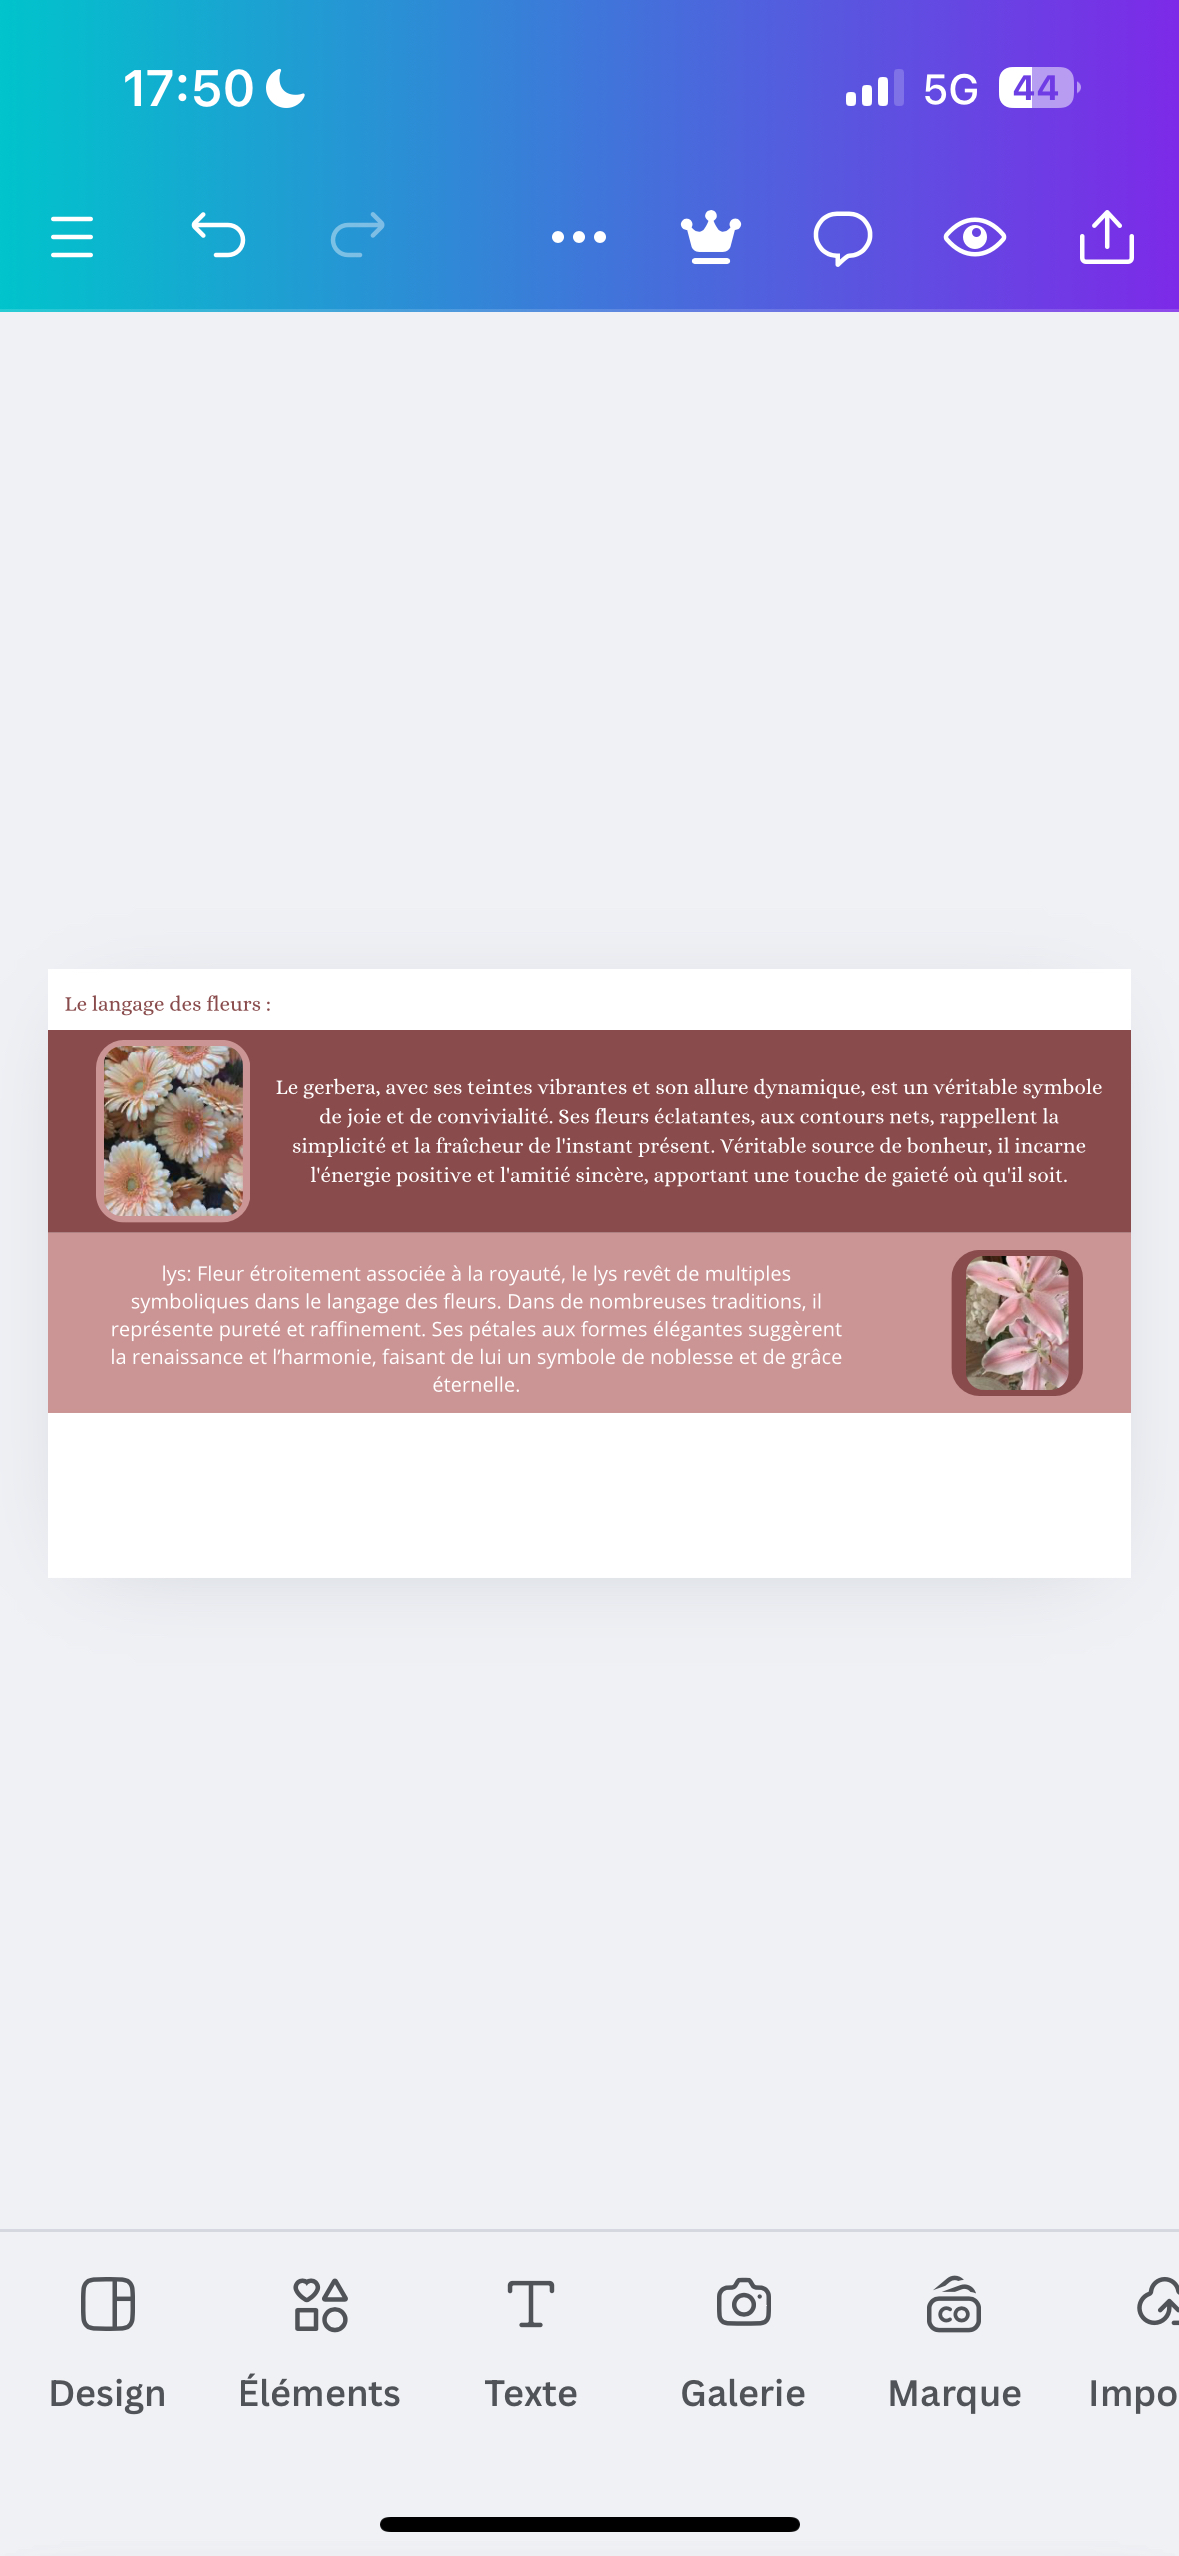 17:50
5G
44
Le langage des fleurs :
Le gerbera, avec ses teintes vibrantes et son allure dynamique, est un véritable symbole
de joie et de convivialité. Ses fleurs éclatantes, aux contours nets, rappellent la
simplicité et la fraîcheur de l'instant présent. Véritable source de bonheur, il incarne
l'énergie positive et l'amitié sincère, apportant une touche de gaieté où qu'il soit.
lys: Fleur étroitement associée à la royauté, le lys revêt de multiples
symboliques dans le langage des fleurs. Dans de nombreuses traditions, il
représente pureté et raffinement. Ses pétales aux formes élégantes suggèrent
la renaissance et l’harmonie, faisant de lui un symbole de noblesse et de grâce
éternelle.
CO
Design
Éléments
Texte
Galerie
Marque
Impo